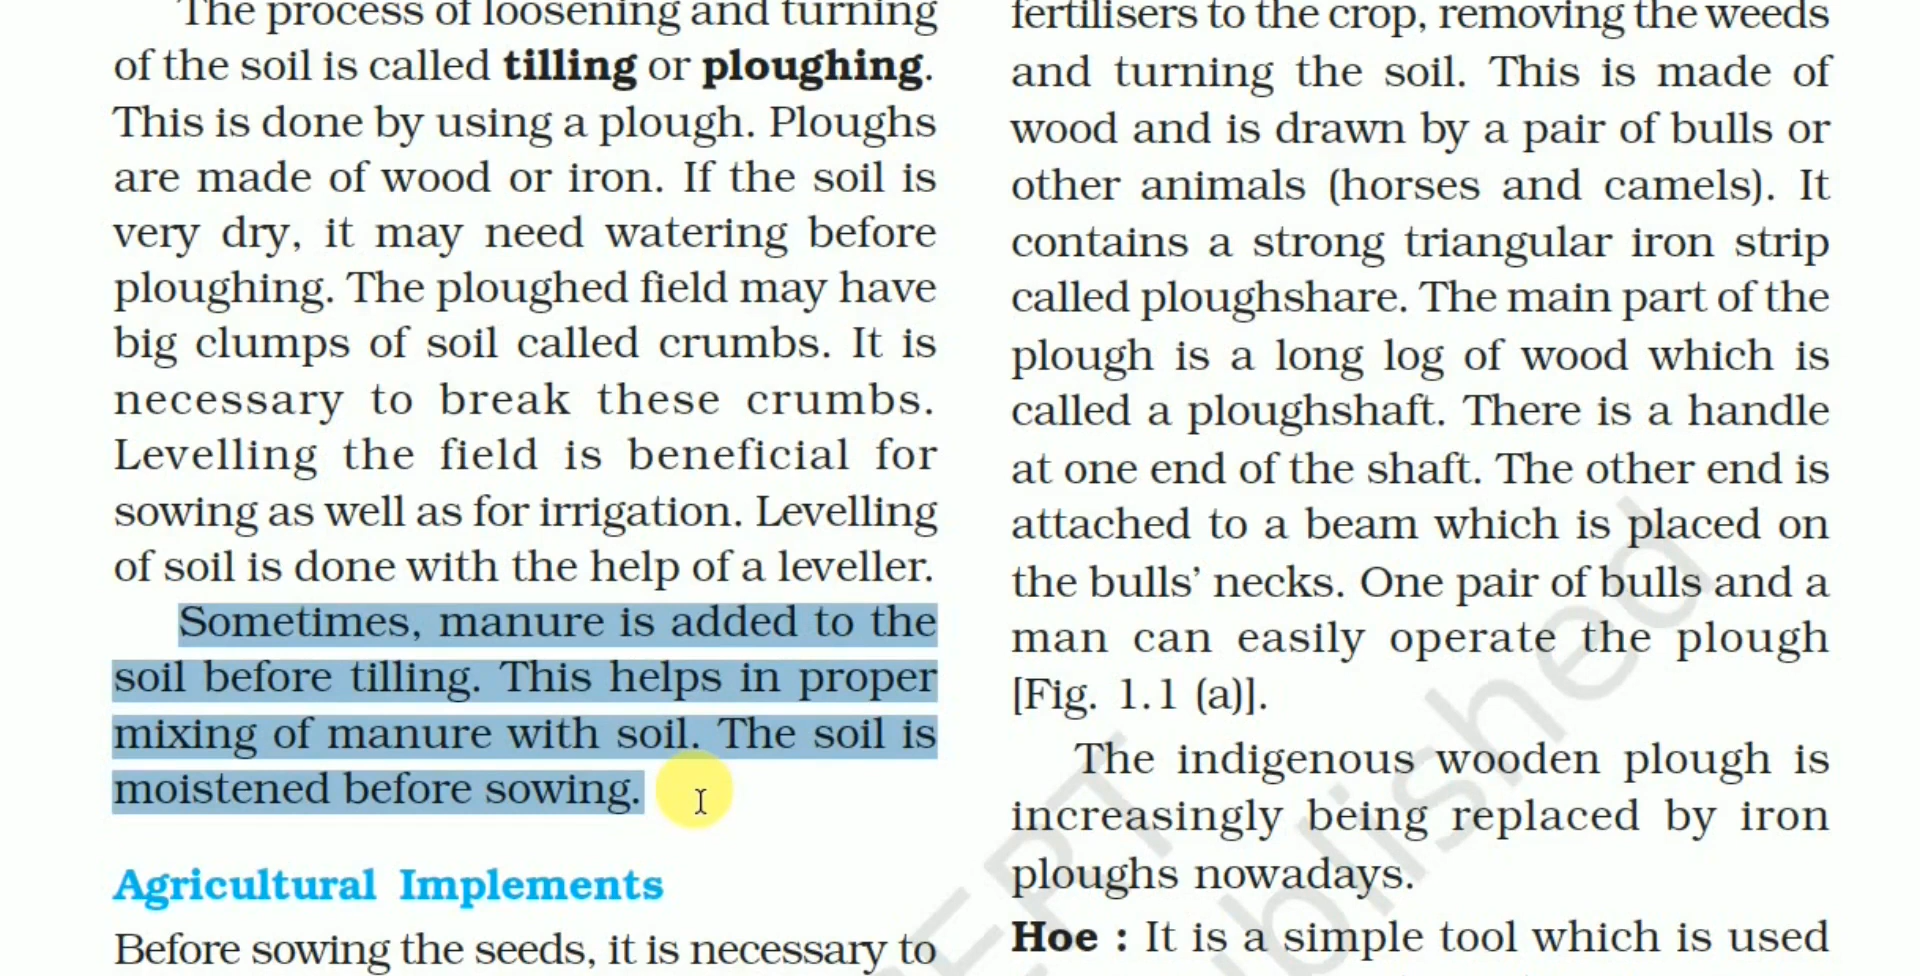 The process of loosening and turning
of the soil is called tilling or ploughing.
This is done by using a plough. Ploughs
are made of wood or iron. If the soil is
very dry, it may need watering before
ploughing. The ploughed field may have
big clumps of soil called crumbs. It is
necessary to break these crumbs.
Levelling the field is beneficial for
sowing as well as for irrigation. Levelling
of soil is done with the help of a leveller.
Sometimes, manure is added to the
soil before tilling. This helps in proper
mixing of manure with soil. The soil is
moistened before sowing.
Agricultural Implements
Before sowing the seeds, it is necessary to
fertilisers to the crop, removing the weeds
and turning the soil. This is made of
wood and is drawn by a pair of bulls or
other animals (horses and camels). It
contains a strong triangular iron strip
called ploughshare. The main part of the
plough is a long log of wood which is
called a ploughshaft. There is a handle
at one end of the shaft. The other end is
attached to a beam which is placed on
the bulls’ necks. One pair of bulls and a
man can easily operate the plough
[Fig. 1.1 (a)].
The indigenous wooden plough is
increasingly being replaced by iron
ploughs nowadays.
Hoe : It is a simple tool which is used